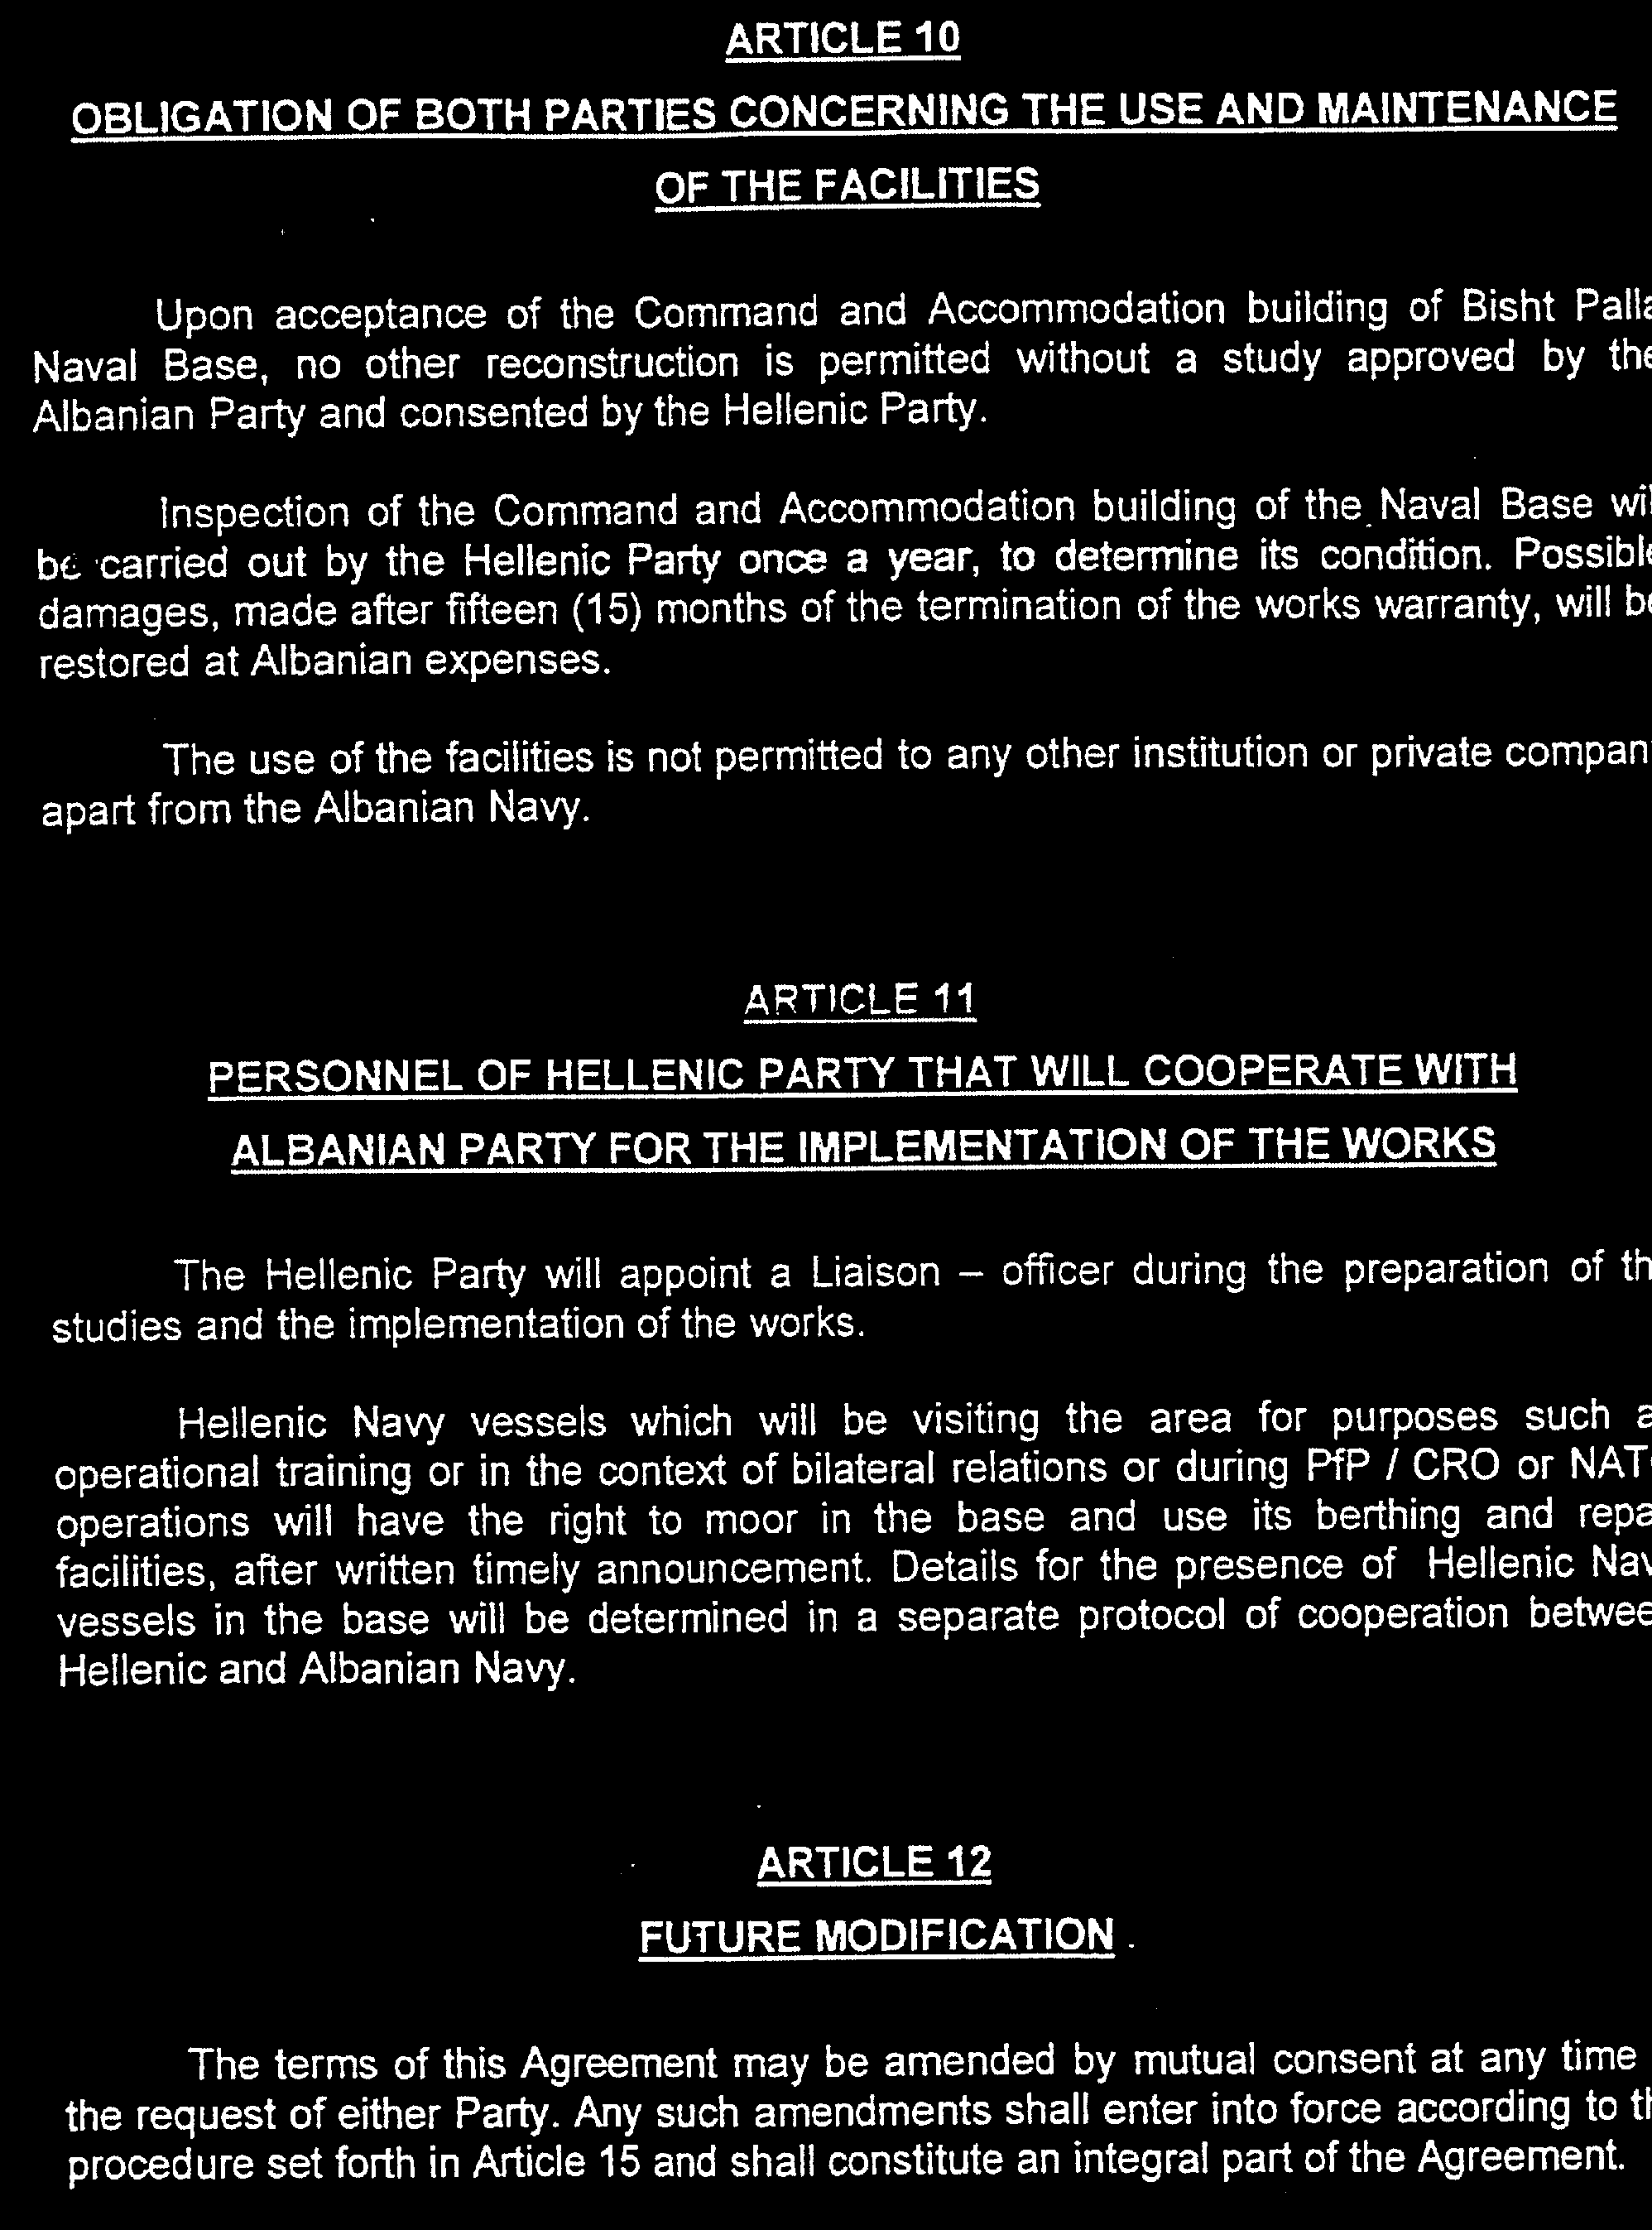 ARTICLE 10
OBLIGATION OF BOTH PARTIES CONCERNING THE USE AND MAINTENANCE
OF THE FACILITIES
Upon acceptance of the Command and Accommodation building of Bisht Palla
Naval Base, no other reconstruction is permitted without a study approved by the
Albanian Party and consented by the Hellenic Party.
Inspection of the Command and Accommodation building of the Naval Base wil
be carried out by the Hellenic Party once a year, to determine its condition. Possible
damages, made after fifteen (15) months of the termination of the works warranty, will be
restored at Albanian expenses.
The use of the facilities is not permitted to any other institution or private compan
apart from the Albanian Navy.
ARTICLE 11
PERSONNEL OF HELLENIC PARTY THAT WILL COOPERATE WITH
ALBANIAN PARTY FOR THE IMPLEMENTATION OF THE WORKS
The Hellenic Party will appoint a Liaison – officer during the preparation of th
studies and the implementation of the works.
Hellenic Navy vessels which will be visiting the area for purposes such a
operational training or in the context of bilateral relations or during PfP / CRO or NAT
operations will have the right to moor in the base and use its berthing and repa
facilities, after written timely announcement. Details for the presence of Hellenic Nav
vessels in the base will be determined in a separate protocol of cooperation betwee
Hellenic and Albanian Navy.
ARTICLE 12
FUTURE MODIFICATION .
The terms of this Agreement may be amended by mutual consent at any time
the request of either Party. Any such amendments shall enter into force according to th
procedure set forth in Article 15 and shall constitute an integral part of the Agreement.